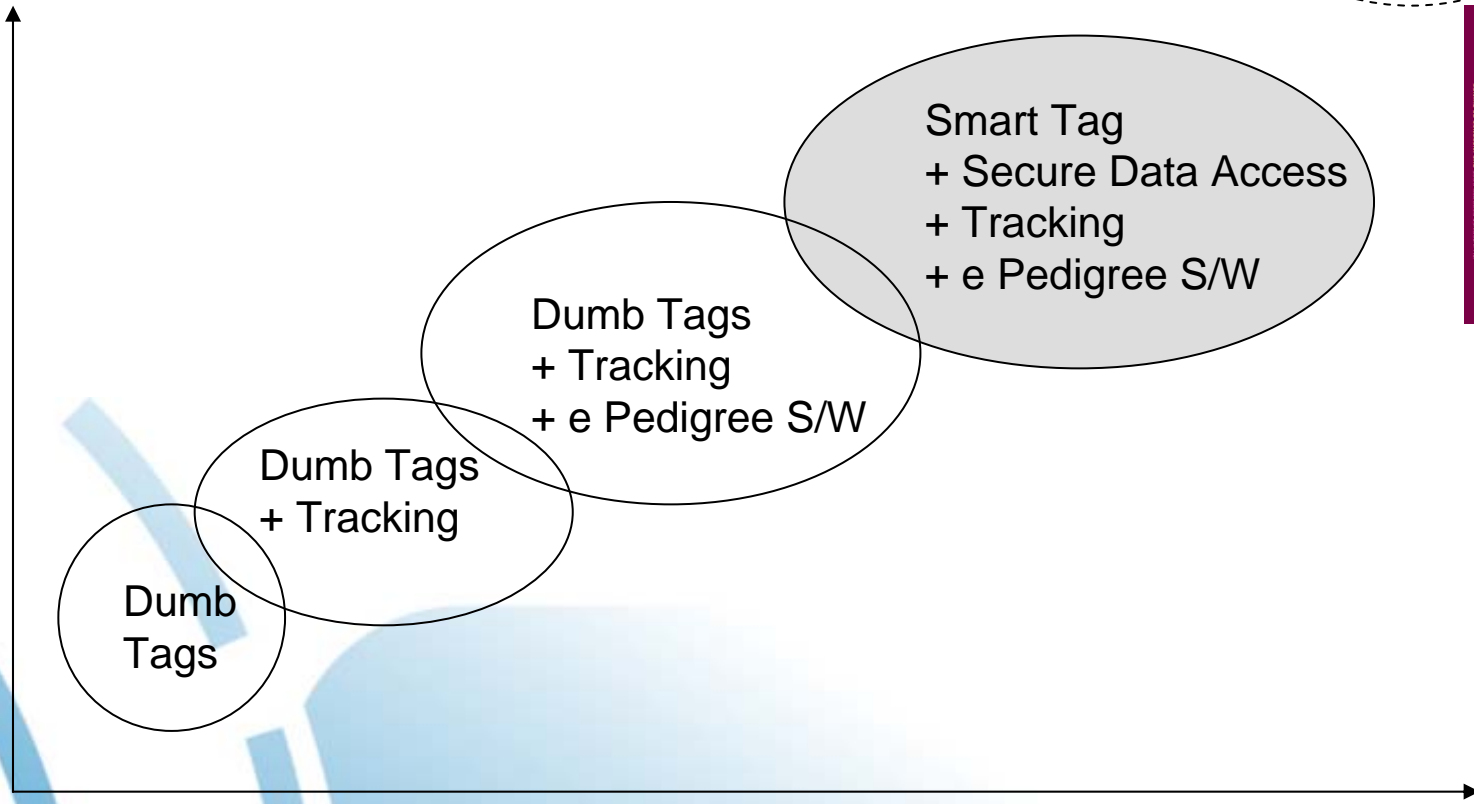 Smart Tag
+ Secure Data Access
+ Tracking
+ e Pedigree S/W
Dumb Tags
+ Tracking
+ e Pedigree S/W
Dumb Tags
+ Tracking
Dumb
Tags